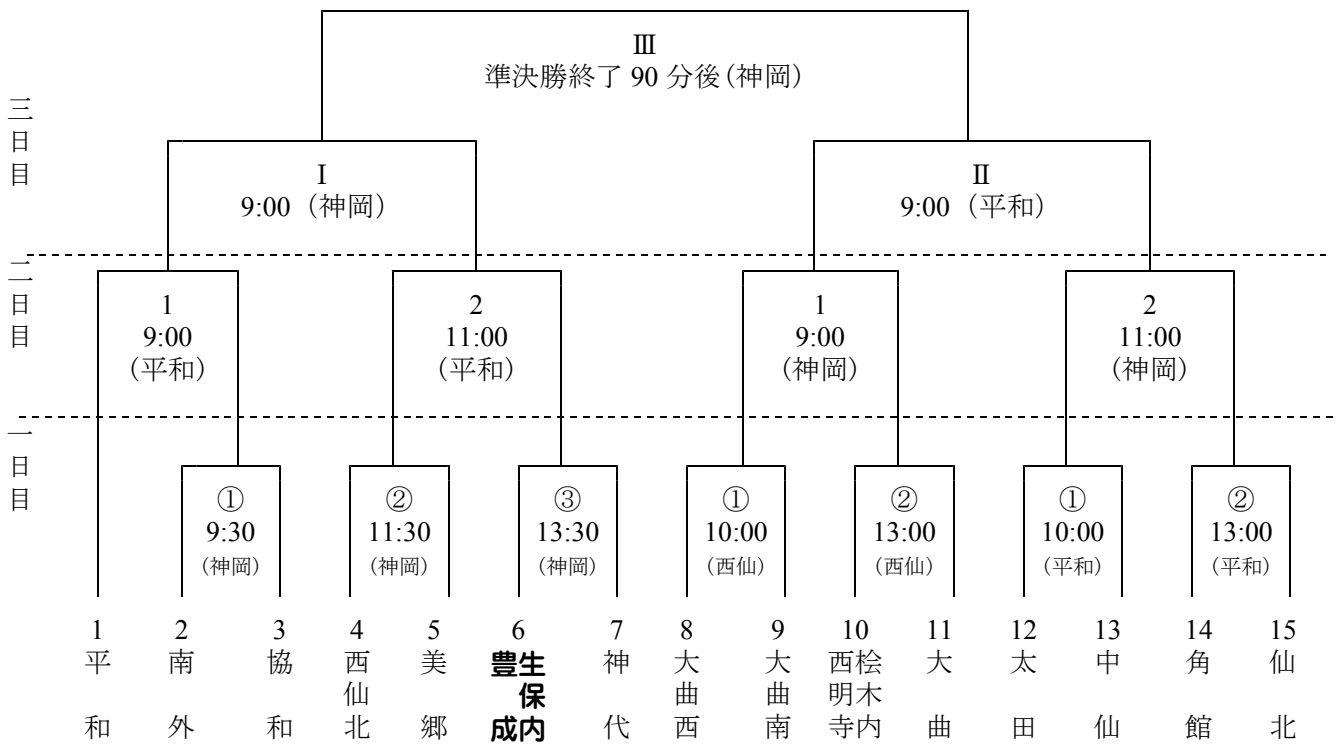 Ⅲ
準決勝終了 90 分後(神岡)
三日目
Ⅰ
9:00（神岡）
Ⅱ
9:00（平和）
二日目
1
9:00
(平和)
2
11:00
(平和)
1
9:00
(神岡)
2
11:00
(神岡)
一日目
①
9:30
(神岡)
②
11:30
(神岡)
③
13:30
(神岡)
①
10:00
(西仙)
②
13:00
(西仙)
①
10:00
(平和)
②
13:00
(平和)
1
平和
2
南外
3
協和
4
西仙北
5
美郷
6
生保内
豊成
7
神代
8
大曲西
9
大曲南
10
桧木内
西明寺
11
大曲
12
太田
13
中仙
14
角館
15
仙北